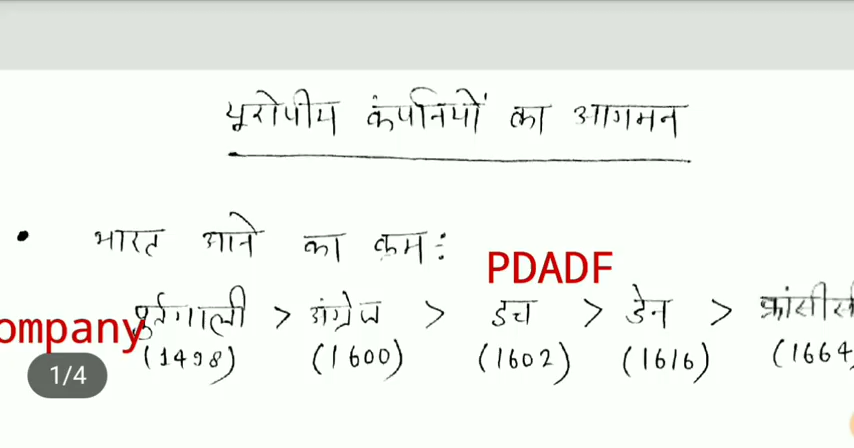 यूरोपीय कंपनियों का आगमन
• भारत आने का क्रम :
PDADF
पुर्तगाली > अंग्रेज > डच > डेन > फ्रांसीसी
ompany
(1498) (1600) (1602) (1616) (1664
1/4